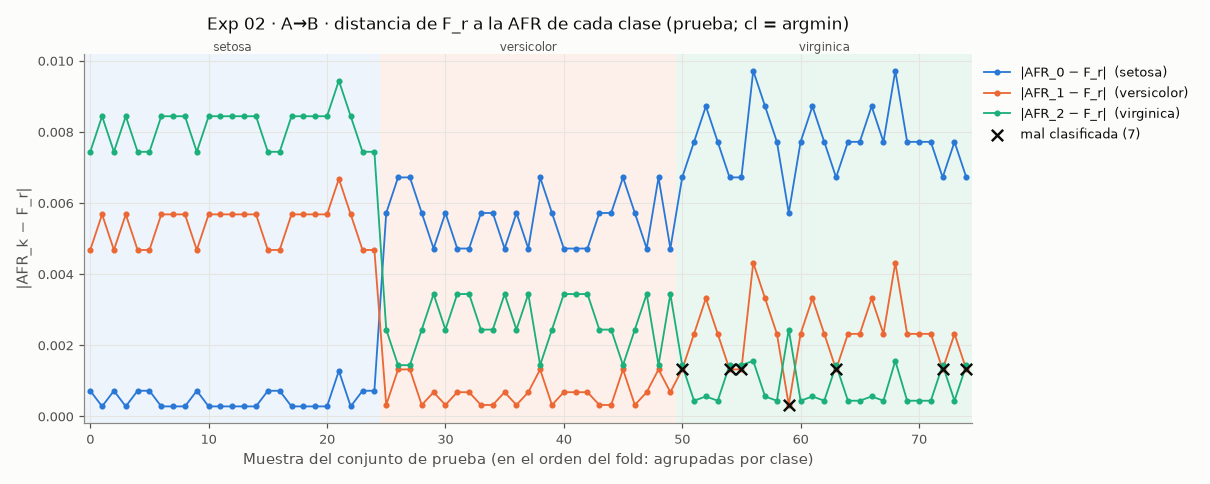 Exp 02 · A→B · distancia de F_r a la AFR de cada clase (prueba; cl = argmin)
setosa versicolor virginica
|AFR_0 − F_r| (setosa)
|AFR_1 − F_r| (versicolor)
|AFR_2 − F_r| (virginica)
mal clasificada (7)
|AFR_k − F_r|
0.010
0.008
0.006
0.004
0.002
0.000
0 10 20 30 40 50 60 70
Muestra del conjunto de prueba (en el orden del fold: agrupadas por clase)